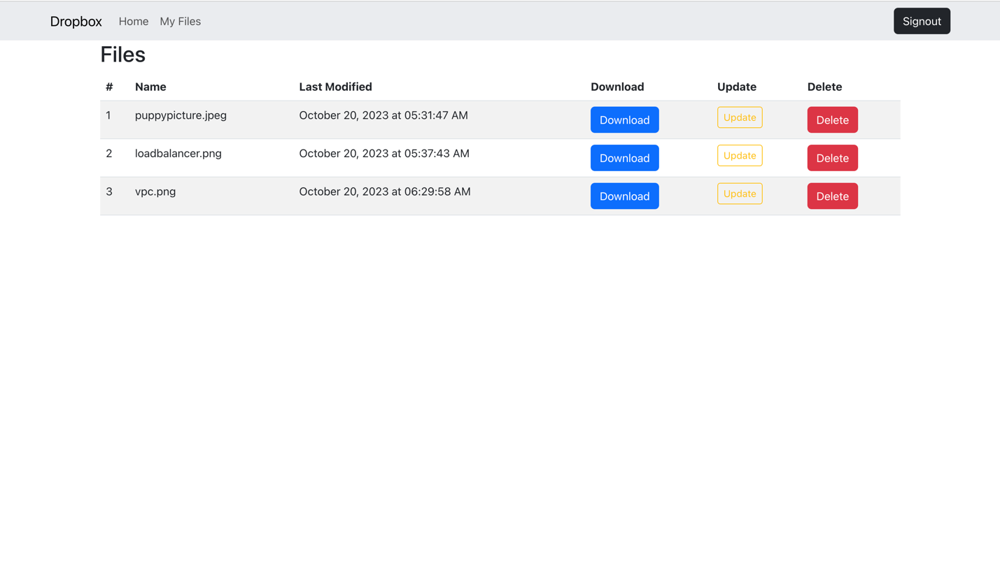 Dropbox Home My Files Signout
Files
# Name Last Modified Download Update Delete
1 puppypicture.jpeg October 20, 2023 at 05:31:47 AM Download Update Delete
2 loadbalancer.png October 20, 2023 at 05:37:43 AM Download Update Delete
3 vpc.png October 20, 2023 at 06:29:58 AM Download Update Delete